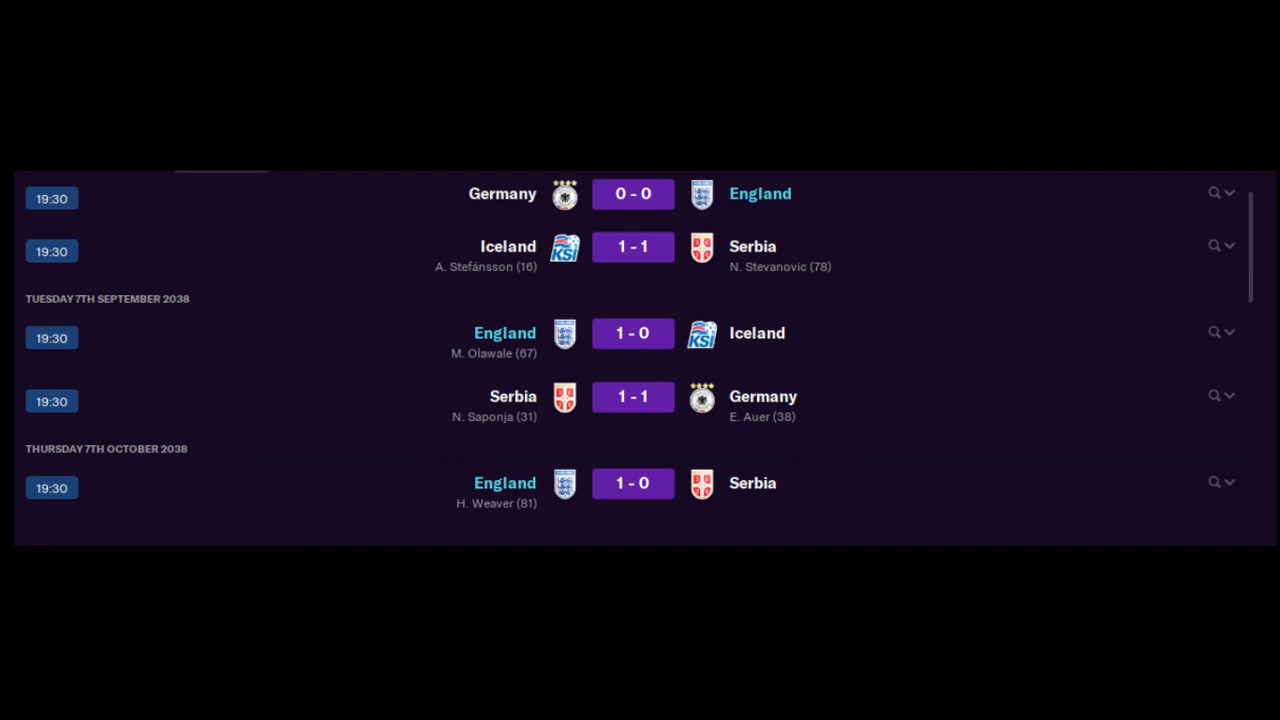 19:30 Germany 0 - 0 England
19:30 Iceland KSÍ 1 - 1 Serbia
A. Stefánsson (16) N. Stevanovic (78)
TUESDAY 7TH SEPTEMBER 2038
19:30 England 1 - 0 KSÍ Iceland
M. Olawale (67)
19:30 Serbia 1 - 1 Germany
N. Saponja (31) E. Auer (38)
THURSDAY 7TH OCTOBER 2038
19:30 England 1 - 0 Serbia
H. Weaver (81)